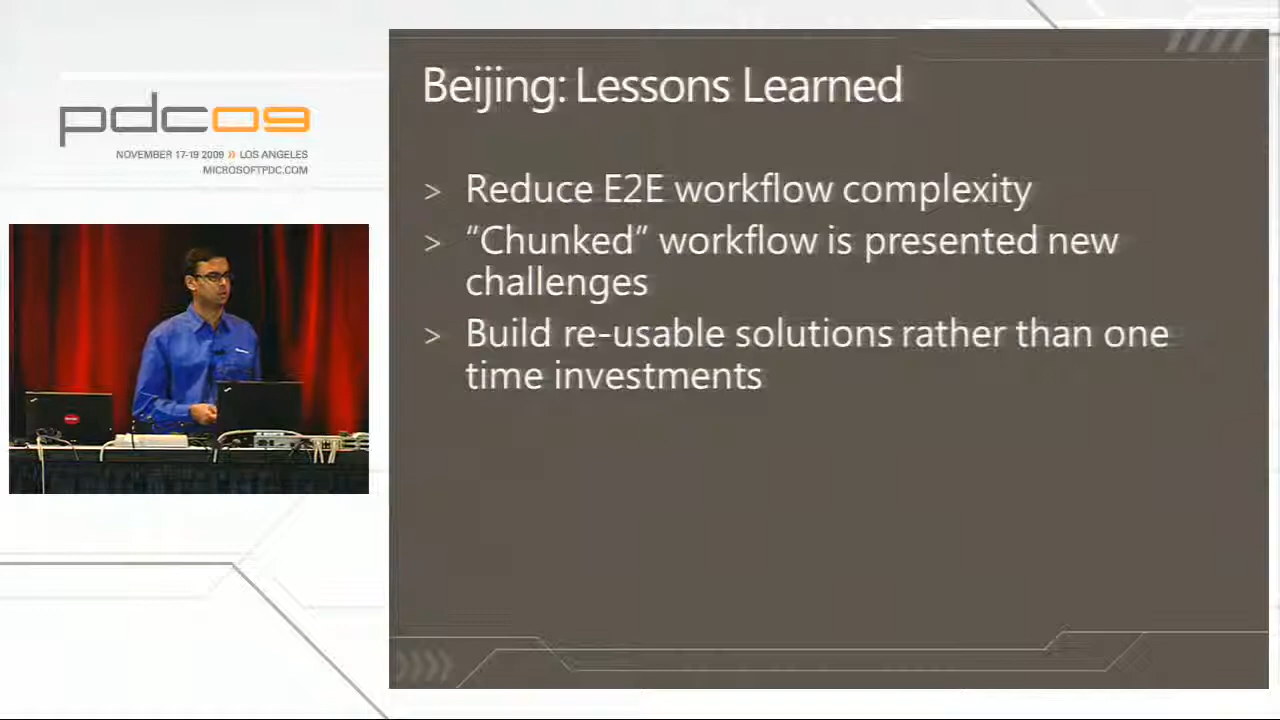 pdc09
NOVEMBER 17-19 2009 » LOS ANGELES
MICROSOFTPDC.COM
Beijing: Lessons Learned
> Reduce E2E workflow complexity
> “Chunked” workflow is presented new
challenges
> Build re-usable solutions rather than one
time investments